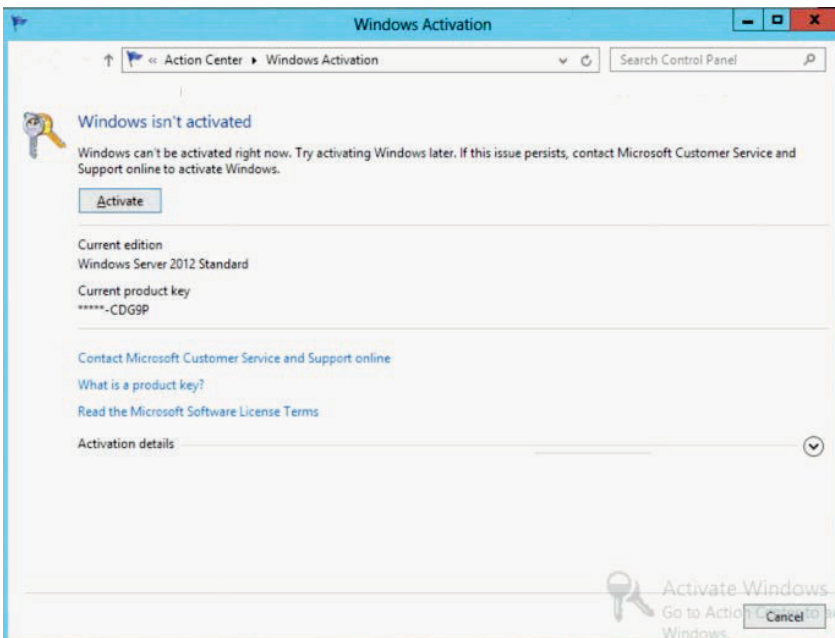 Windows Activation
« Action Center ▸ Windows Activation
Search Control Panel
Windows isn't activated
Windows can't be activated right now. Try activating Windows later. If this issue persists, contact Microsoft Customer Service and
Support online to activate Windows.
Activate
Current edition
Windows Server 2012 Standard
Current product key
*****-CDG9P
Contact Microsoft Customer Service and Support online
What is a product key?
Read the Microsoft Software License Terms
Activation details
Activate Windows
Go to Action Center to
Windows.
Cancel